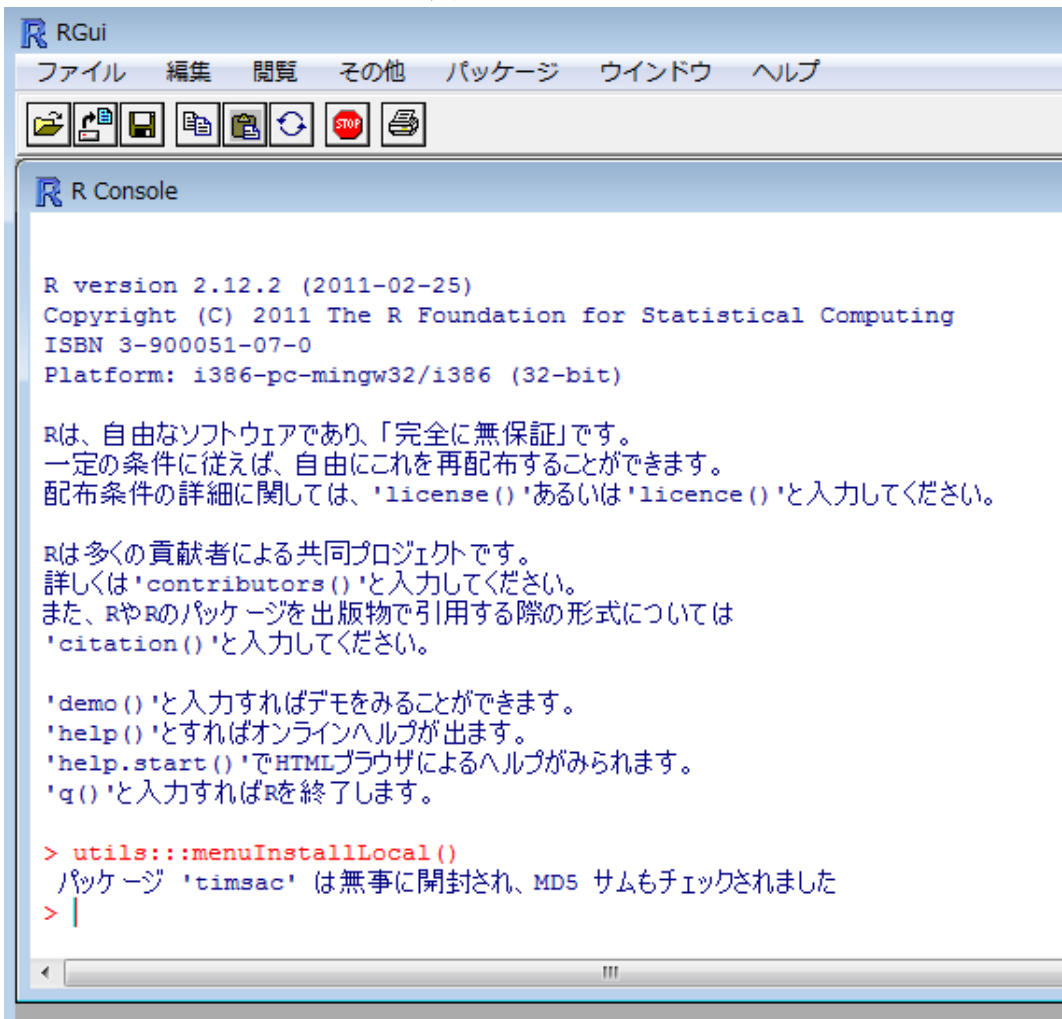 RGui
ファイル 編集 閲覧 その他 パッケージ ウインドウ ヘルプ
STOP
R Console
R version 2.12.2 (2011-02-25)
Copyright (C) 2011 The R Foundation for Statistical Computing
ISBN 3-900051-07-0
Platform: i386-pc-mingw32/i386 (32-bit)
Rは、自由なソフトウェアであり、「完全に無保証」です。
一定の条件に従えば、自由にこれを再配布することができます。
配布条件の詳細に関しては、'license()'あるいは'licence()'と入力してください。
Rは多くの貢献者による共同プロジェクトです。
詳しくは'contributors()'と入力してください。
また、RやRのパッケージを出版物で引用する際の形式については
'citation()'と入力してください。
'demo()'と入力すればデモをみることができます。
'help()'とすればオンラインヘルプが出ます。
'help.start()'でHTMLブラウザによるヘルプがみられます。
'q()'と入力すればRを終了します。
> utils:::menuInstallLocal()
パッケージ 'timsac' は無事に開封され、MD5 サムもチェックされました
>